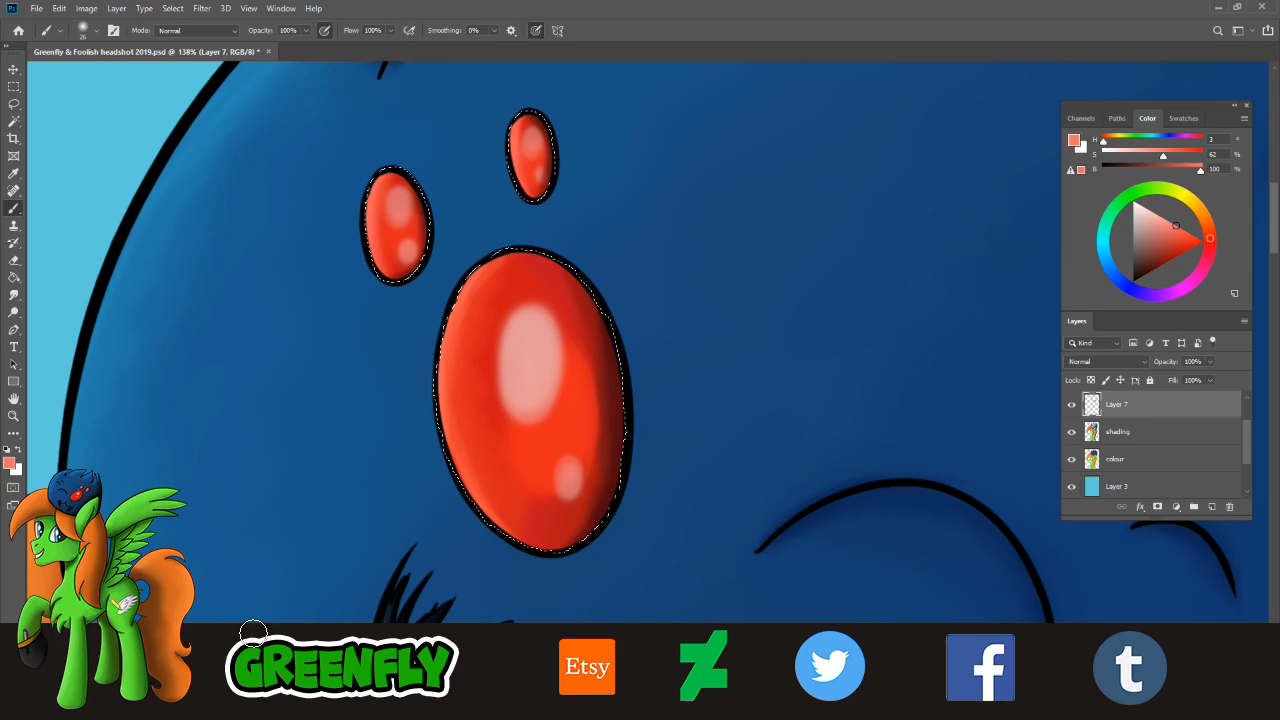 Ps File Edit Image Layer Type Select Filter 3D View Window Help
26 Mode: Normal Opacity: 100% Flow: 100% Smoothing: 0%
Greenfly & Foolish headshot 2019.psd @ 138% (Layer 7, RGB/8) *
Channels Paths Color Swatches
H 3 °
S 62 %
B 100 %
Layers
Kind
Normal Opacity: 100%
Lock: Fill: 100%
Layer 7
shading
colour
Layer 3
fx
GREENFLY
Etsy
f
t